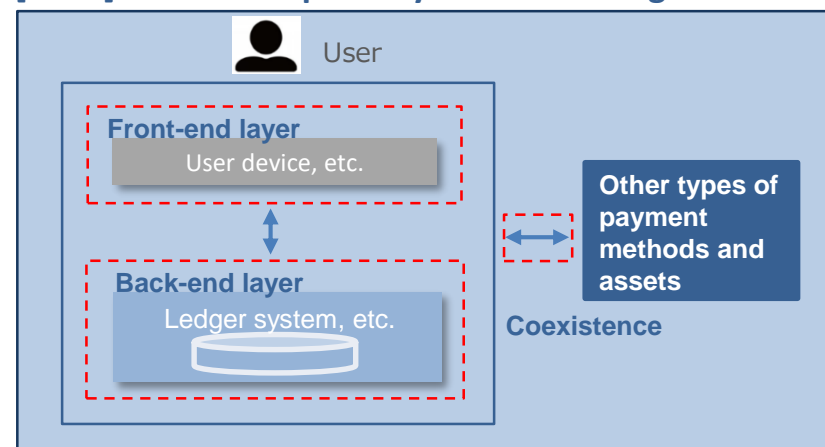 User
Front-end layer
User device, etc.
Other types of
payment
methods and
assets
Back-end layer
Ledger system, etc.
Coexistence